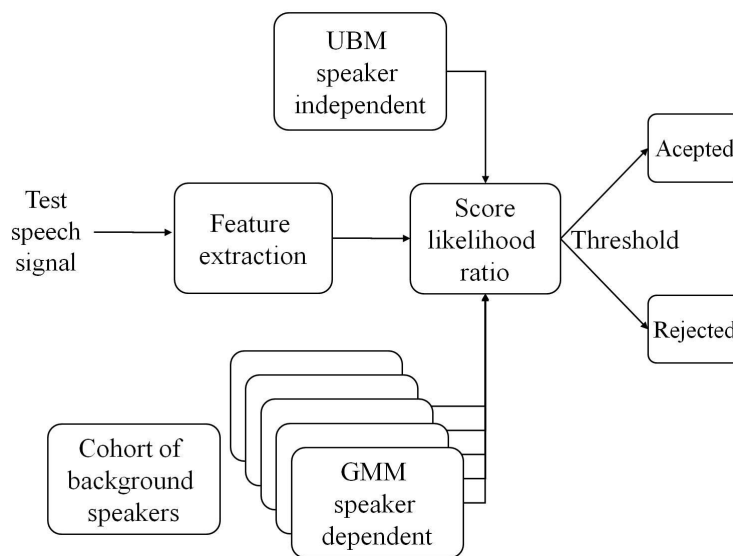 UBM
speaker
independent
Acepted
Test
speech
signal
Feature
extraction
Score
likelihood
ratio
Threshold
Rejected
Cohort of
background
speakers
GMM
speaker
dependent